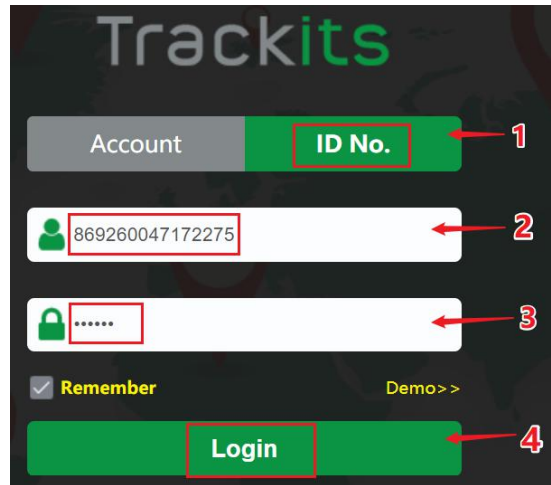 Trackits
Account ID No. 1
869260047172275 2
•••••• 3
Remember Demo>>
Login 4